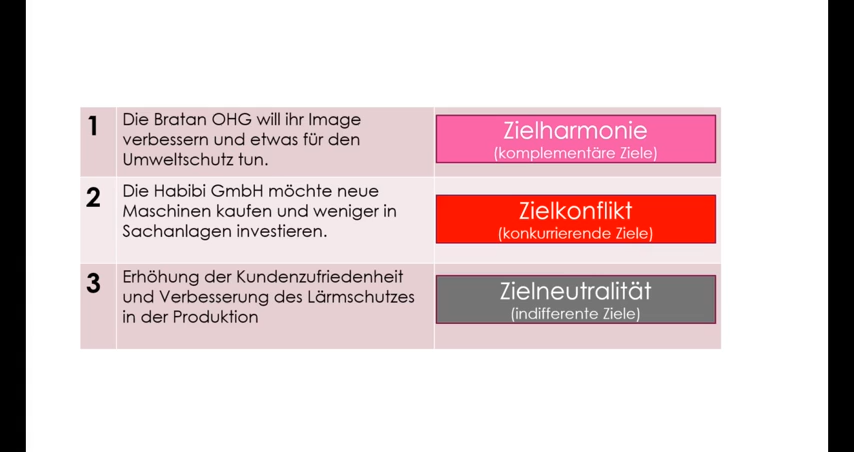 1
Die Bratan OHG will ihr Image
verbessern und etwas für den
Umweltschutz tun.
Zielharmonie
(komplementäre Ziele)
2
Die Habibi GmbH möchte neue
Maschinen kaufen und weniger in
Sachanlagen investieren.
Zielkonflikt
(konkurrierende Ziele)
3
Erhöhung der Kundenzufriedenheit
und Verbesserung des Lärmschutzes
in der Produktion
Zielneutralität
(indifferente Ziele)